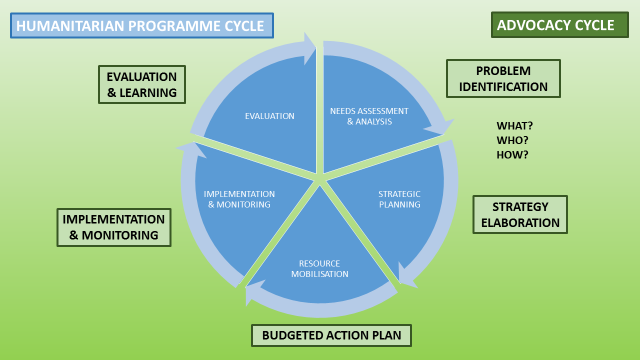 HUMANITARIAN PROGRAMME CYCLE
ADVOCACY CYCLE
EVALUATION
& LEARNING
PROBLEM
IDENTIFICATION
EVALUATION
NEEDS ASSESSMENT
& ANALYSIS
WHAT?
WHO?
HOW?
IMPLEMENTATION
& MONITORING
STRATEGIC
PLANNING
IMPLEMENTATION
& MONITORING
STRATEGY
ELABORATION
RESOURCE
MOBILISATION
BUDGETED ACTION PLAN